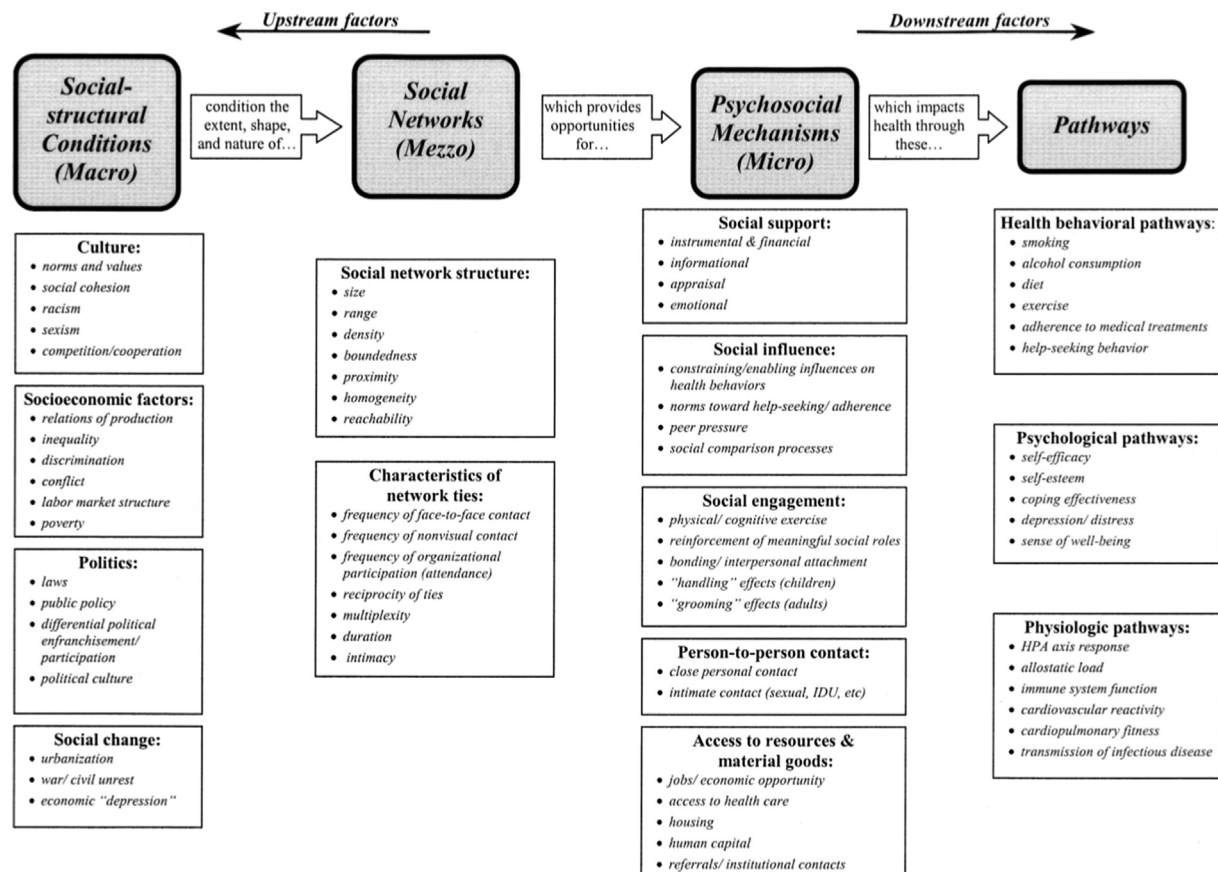 Upstream factors
Downstream factors
Social-
structural
Conditions
(Macro)
condition the
extent, shape,
and nature of…
Social
Networks
(Mezzo)
which provides
opportunities
for…
Psychosocial
Mechanisms
(Micro)
which impacts
health through
these…
Pathways
Culture:
• norms and values
• social cohesion
• racism
• sexism
• competition/cooperation
Socioeconomic factors:
• relations of production
• inequality
• discrimination
• conflict
• labor market structure
• poverty
Politics:
• laws
• public policy
• differential political
enfranchisement/
participation
• political culture
Social change:
• urbanization
• war/ civil unrest
• economic “depression”
Social network structure:
• size
• range
• density
• boundedness
• proximity
• homogeneity
• reachability
Characteristics of
network ties:
• frequency of face-to-face contact
• frequency of nonvisual contact
• frequency of organizational
participation (attendance)
• reciprocity of ties
• multiplexity
• duration
• intimacy
Social support:
• instrumental & financial
• informational
• appraisal
• emotional
Social influence:
• constraining/enabling influences on
health behaviors
• norms toward help-seeking/ adherence
• peer pressure
• social comparison processes
Social engagement:
• physical/ cognitive exercise
• reinforcement of meaningful social roles
• bonding/ interpersonal attachment
• “handling” effects (children)
• “grooming” effects (adults)
Person-to-person contact:
• close personal contact
• intimate contact (sexual, IDU, etc)
Access to resources &
material goods:
• jobs/ economic opportunity
• access to health care
• housing
• human capital
• referrals/ institutional contacts
Health behavioral pathways:
• smoking
• alcohol consumption
• diet
• exercise
• adherence to medical treatments
• help-seeking behavior
Psychological pathways:
• self-efficacy
• self-esteem
• coping effectiveness
• depression/ distress
• sense of well-being
Physiologic pathways:
• HPA axis response
• allostatic load
• immune system function
• cardiovascular reactivity
• cardiopulmonary fitness
• transmission of infectious disease